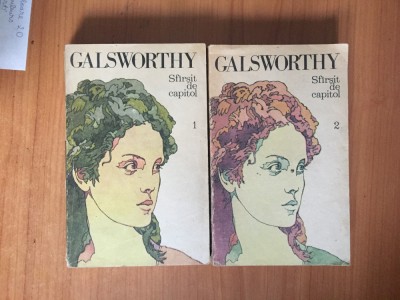 GALSWORTHY
Sfîrşit
de
capitol
1
GALSWORTHY
Sfîrşit
de
capitol
2